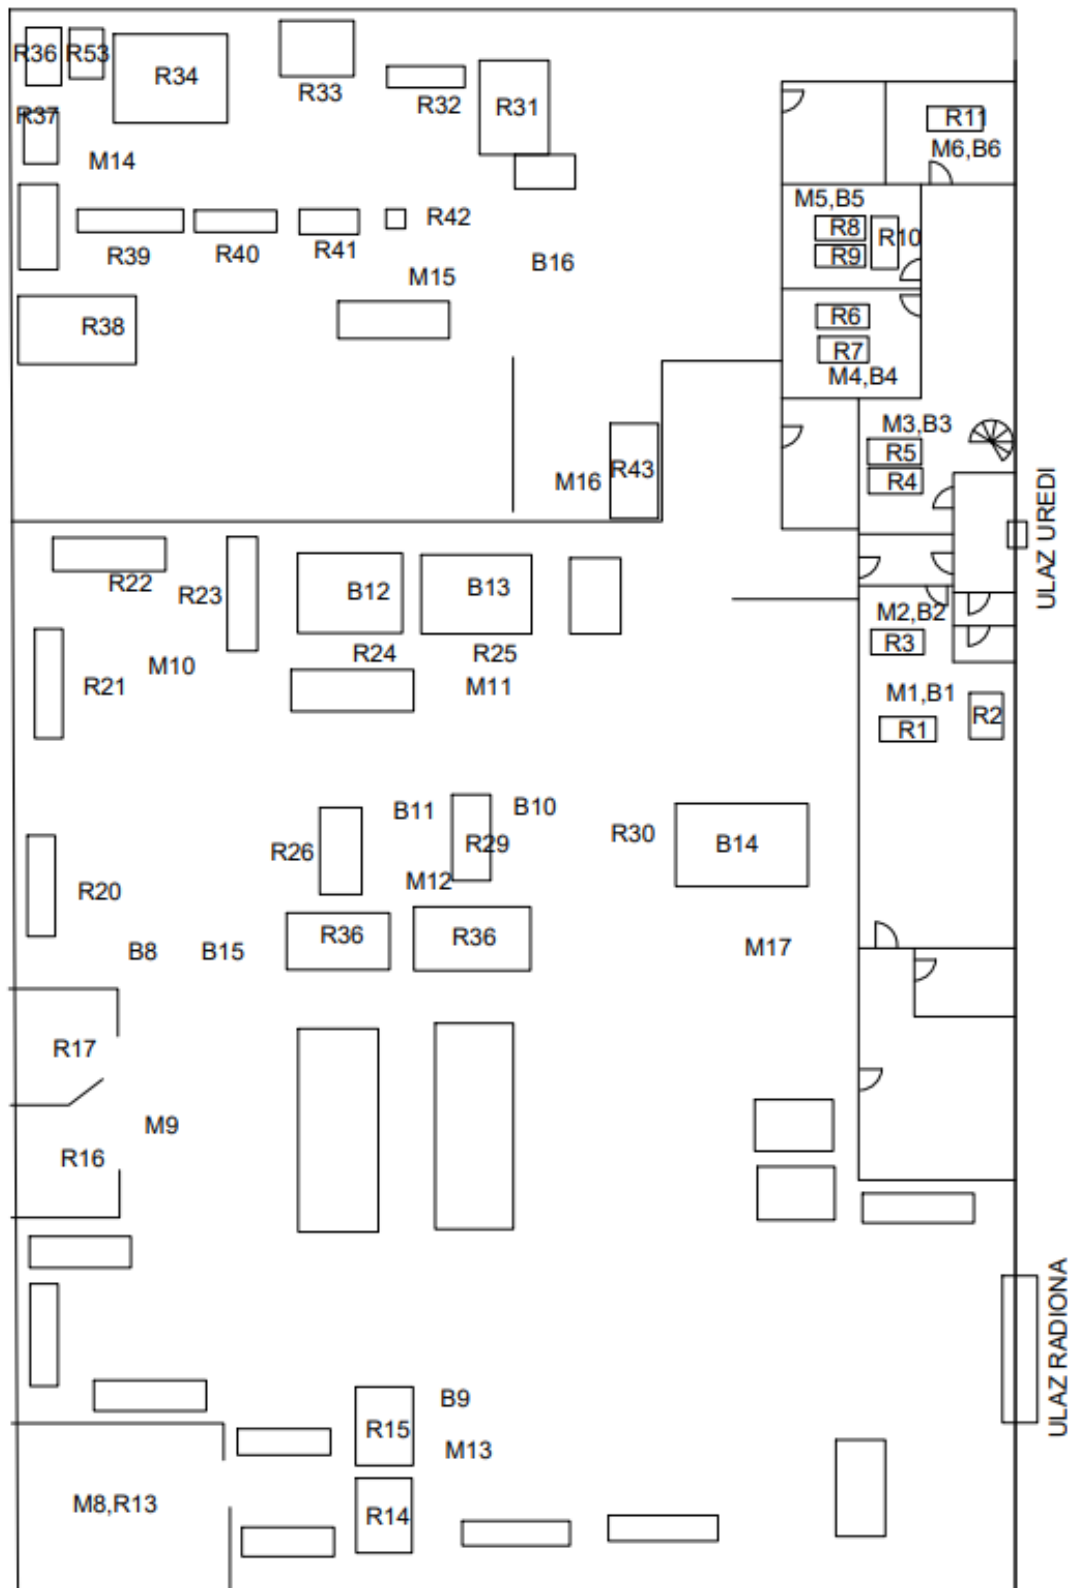 R36
R53
R34
R33
R32
R31
R11
R37
M14
M6,B6
M5,B5
R8
R10
R9
R42
R39
R40
R41
M15
B16
R38
R6
R7
M4,B4
M3,B3
R5
R4
M16
R43
ULAZ UREDI
R22
R23
B12
B13
M2,B2
R3
M10
R24
R25
R21
M11
M1,B1
R1
R2
B11
B10
R30
R26
R29
B14
M12
R20
B8
B15
R36
R36
M17
R17
M9
R16
ULAZ RADIONA
B9
R15
M13
M8,R13
R14